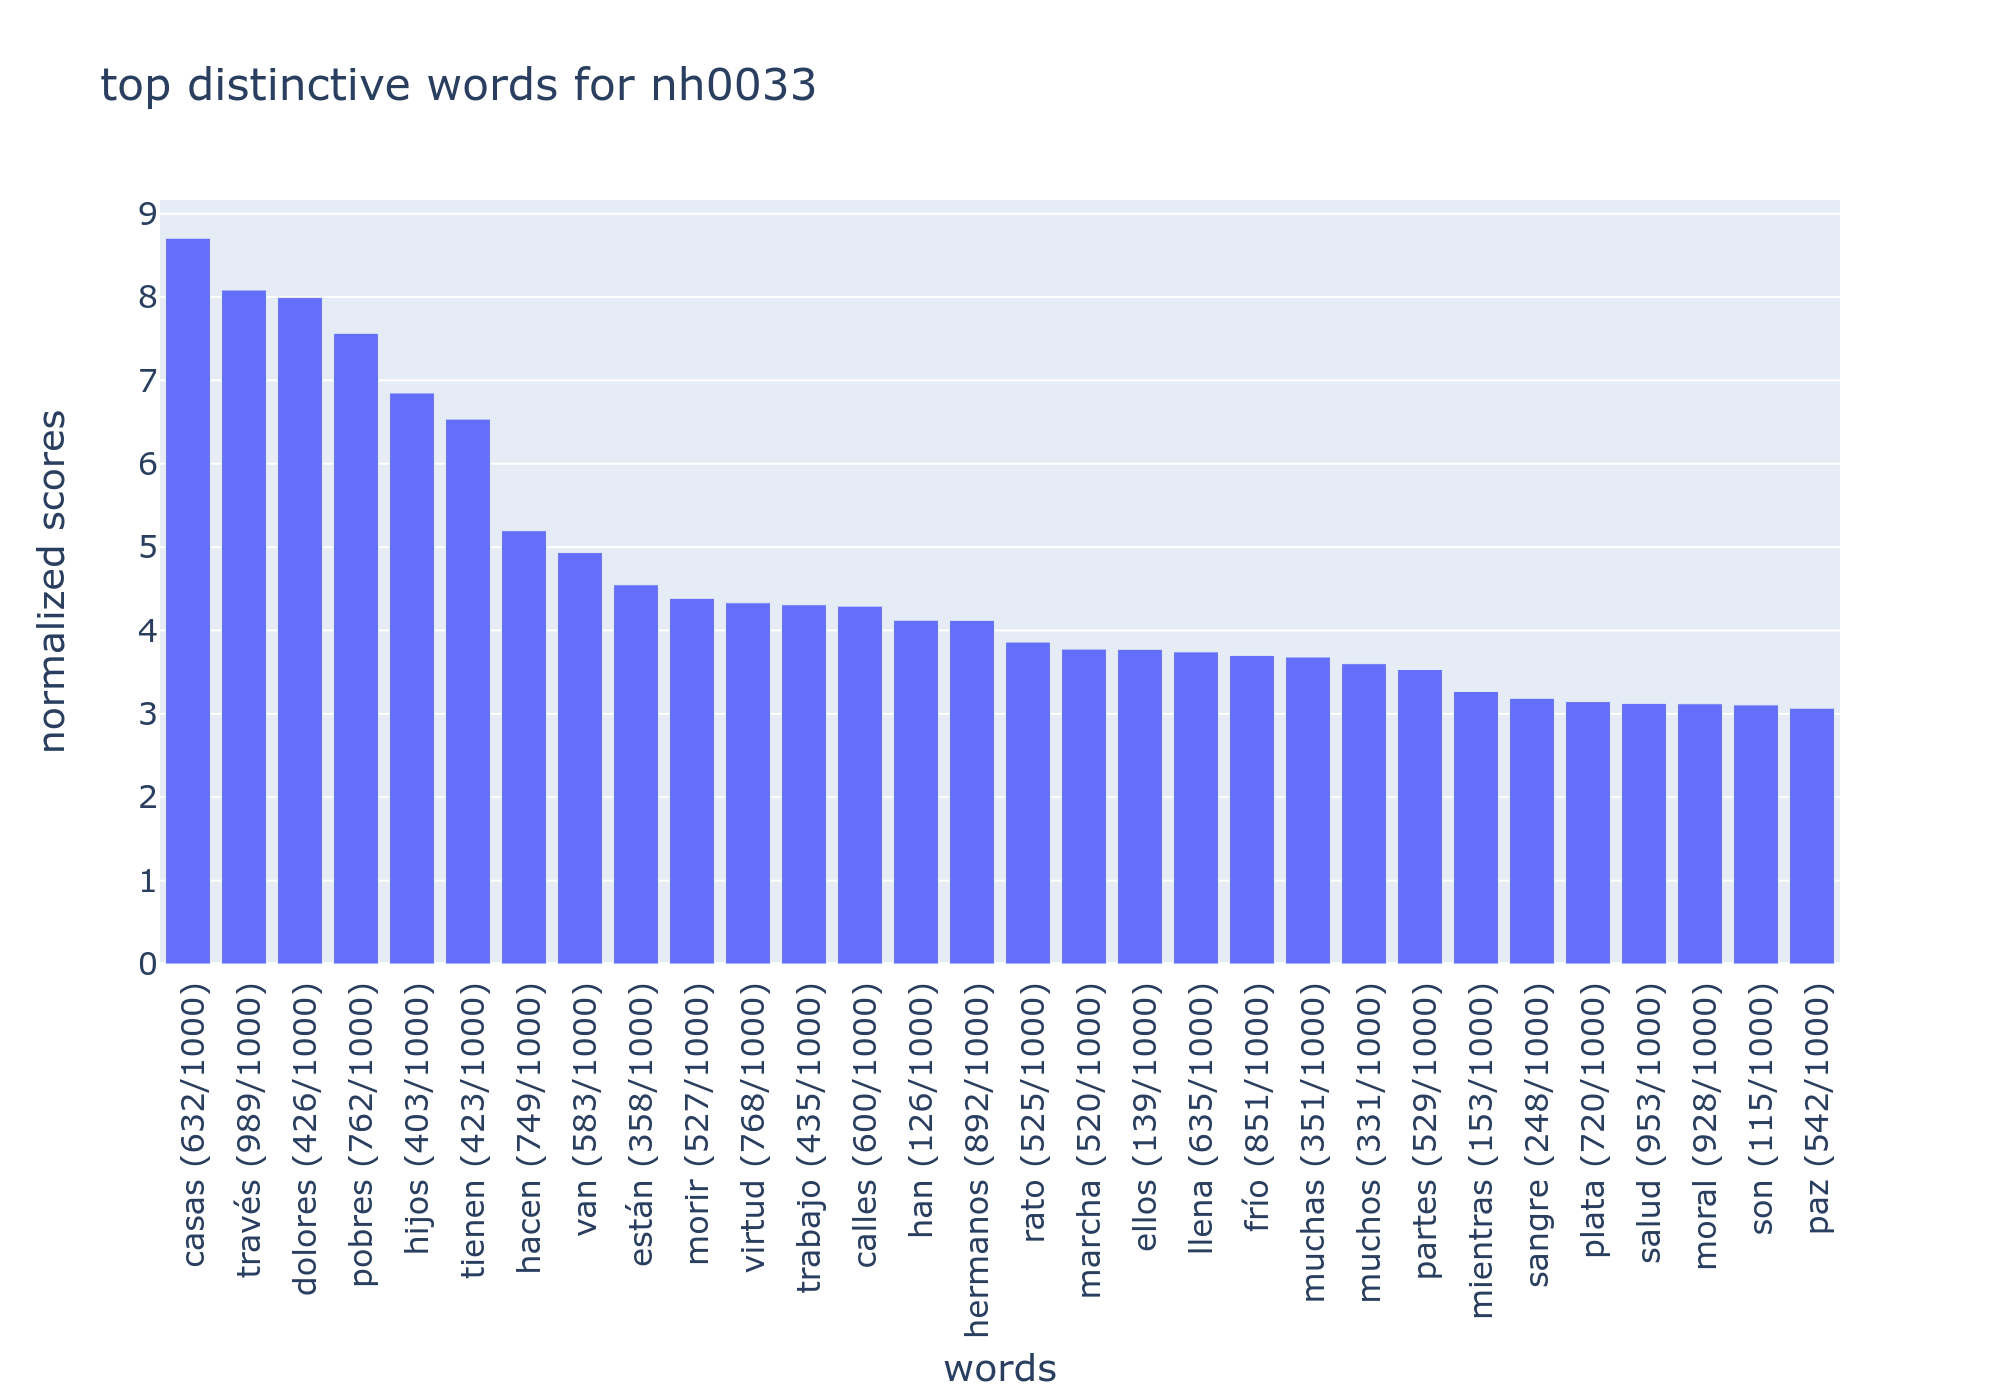 top distinctive words for nh0033
normalized scores
9
8
7
6
5
4
3
2
1
0
casas (632/1000)
través (989/1000)
dolores (426/1000)
pobres (762/1000)
hijos (403/1000)
tienen (423/1000)
hacen (749/1000)
van (583/1000)
están (358/1000)
morir (527/1000)
virtud (768/1000)
trabajo (435/1000)
calles (600/1000)
han (126/1000)
hermanos (892/1000)
rato (525/1000)
marcha (520/1000)
ellos (139/1000)
llena (635/1000)
frío (851/1000)
muchas (351/1000)
muchos (331/1000)
partes (529/1000)
mientras (153/1000)
sangre (248/1000)
plata (720/1000)
salud (953/1000)
moral (928/1000)
son (115/1000)
paz (542/1000)
words